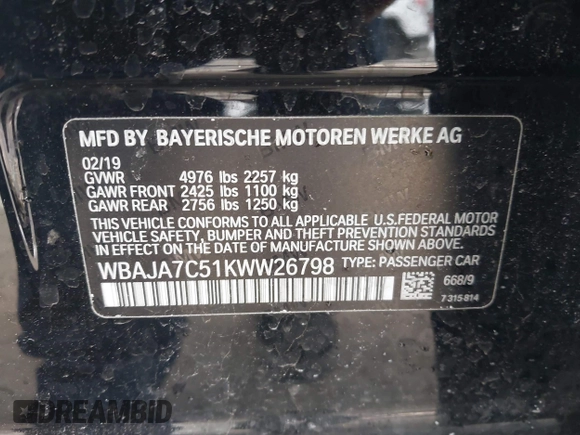 MFD BY BAYERISCHE MOTOREN WERKE AG
02/19
GVWR 4976 lbs 2257 kg
GAWR FRONT 2425 lbs 1100 kg
GAWR REAR 2756 lbs 1250 kg
THIS VEHICLE CONFORMS TO ALL APPLICABLE U.S.FEDERAL MOTOR
VEHICLE SAFETY, BUMPER AND THEFT PREVENTION STANDARDS
IN EFFECT ON THE DATE OF MANUFACTURE SHOWN ABOVE.
WBAJA7C51KWW26798 TYPE: PASSENGER CAR
668/9
7 315 814
DREAMBID